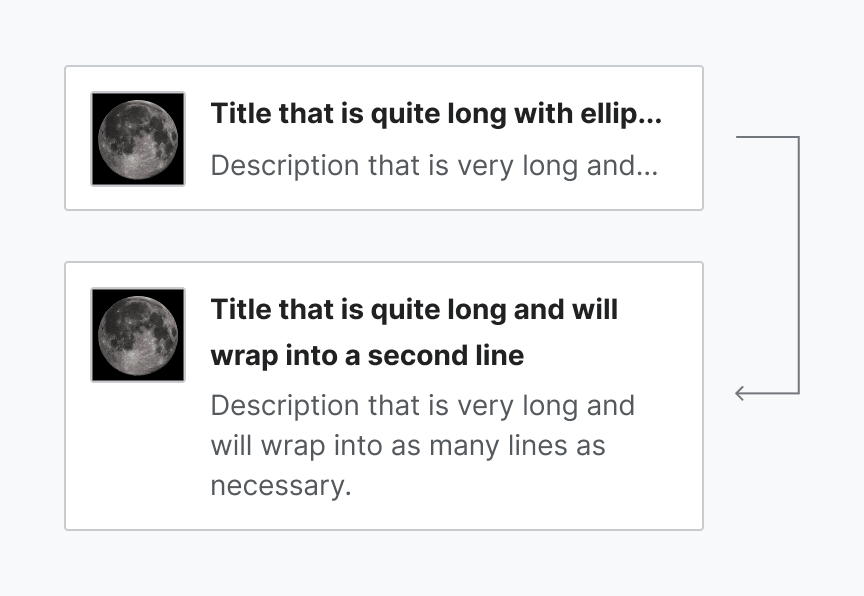 Title that is quite long with ellip...
Description that is very long and...
Title that is quite long and will
wrap into a second line
Description that is very long and
will wrap into as many lines as
necessary.